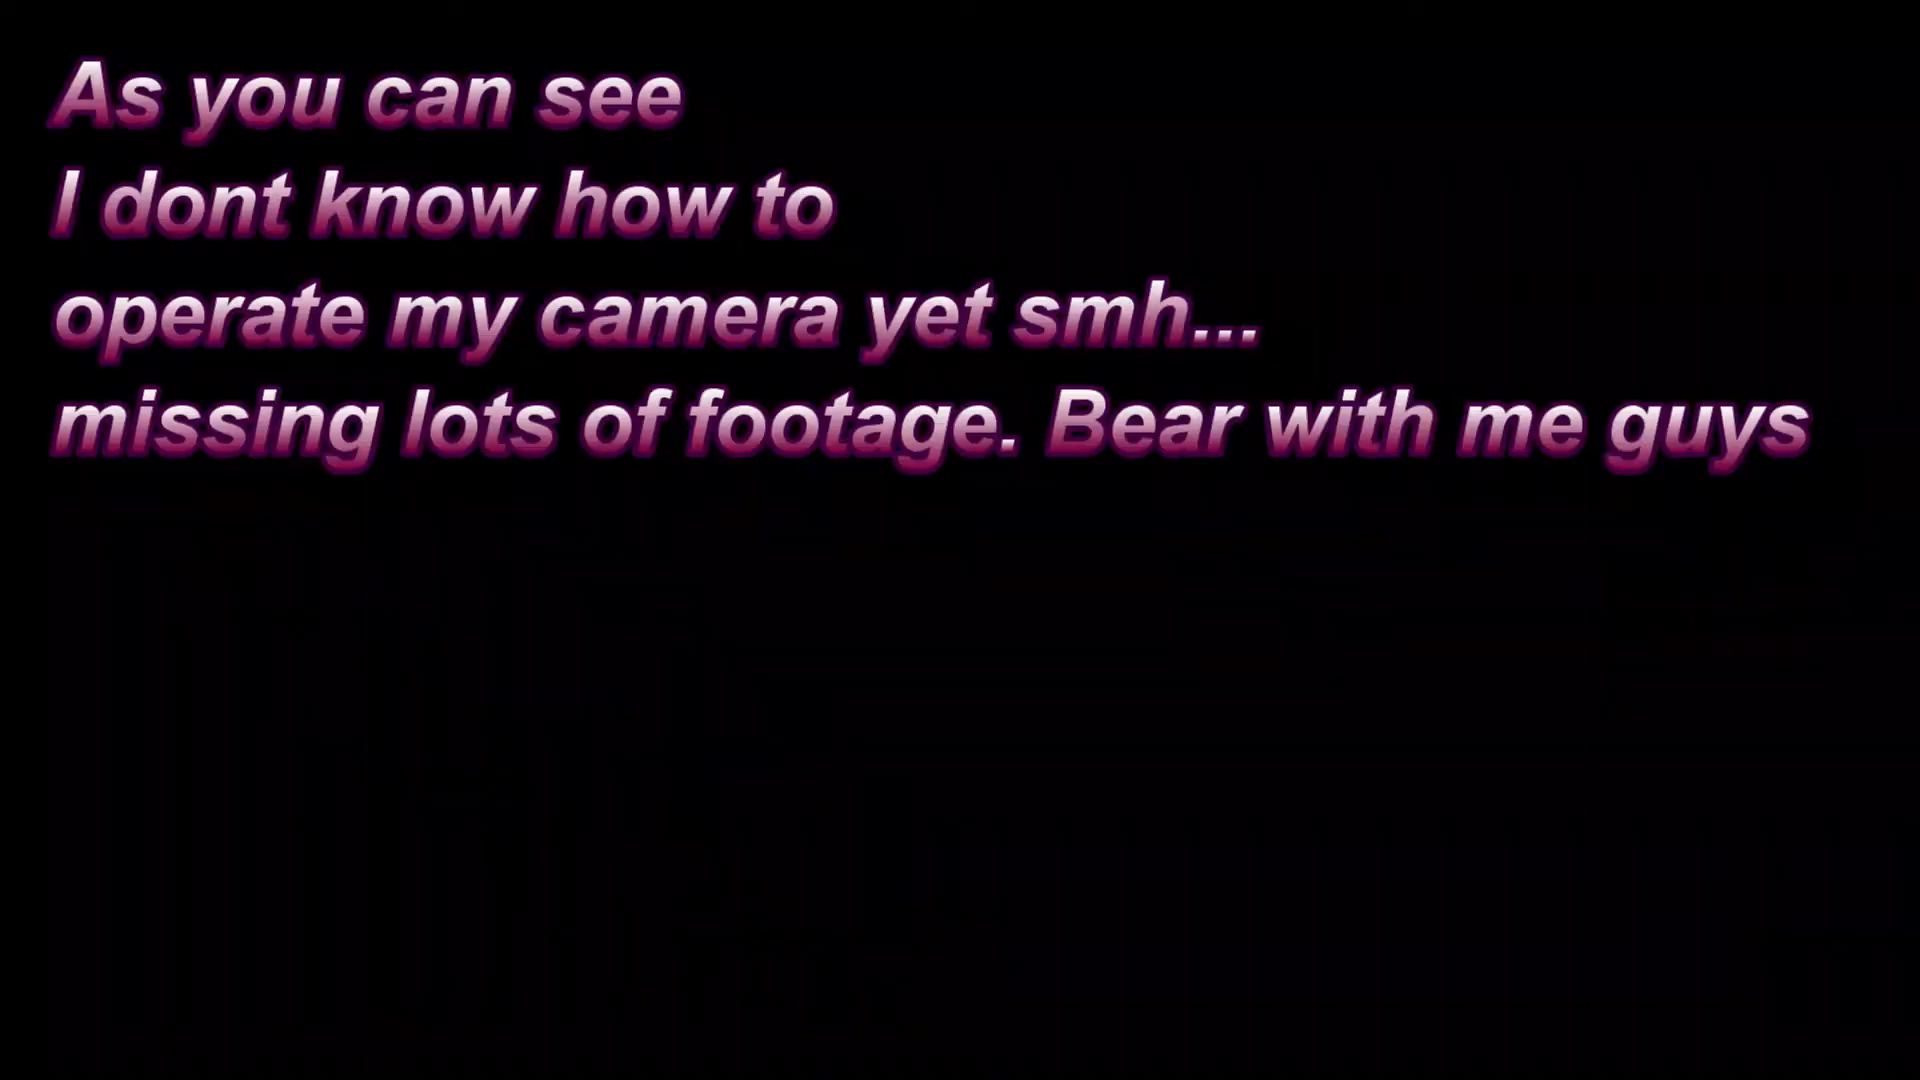 As you can see
I dont know how to
operate my camera yet smh...
missing lots of footage. Bear with me guys